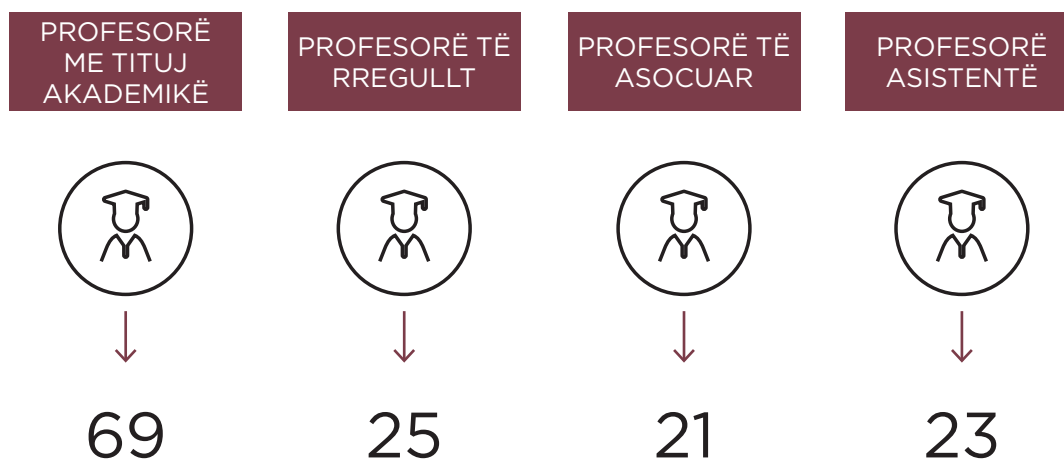 PROFESORË
ME TITUJ
AKADEMIKË
PROFESORË TË
RREGULLT
PROFESORË TË
ASOCUAR
PROFESORË
ASISTENTË
69
25
21
23